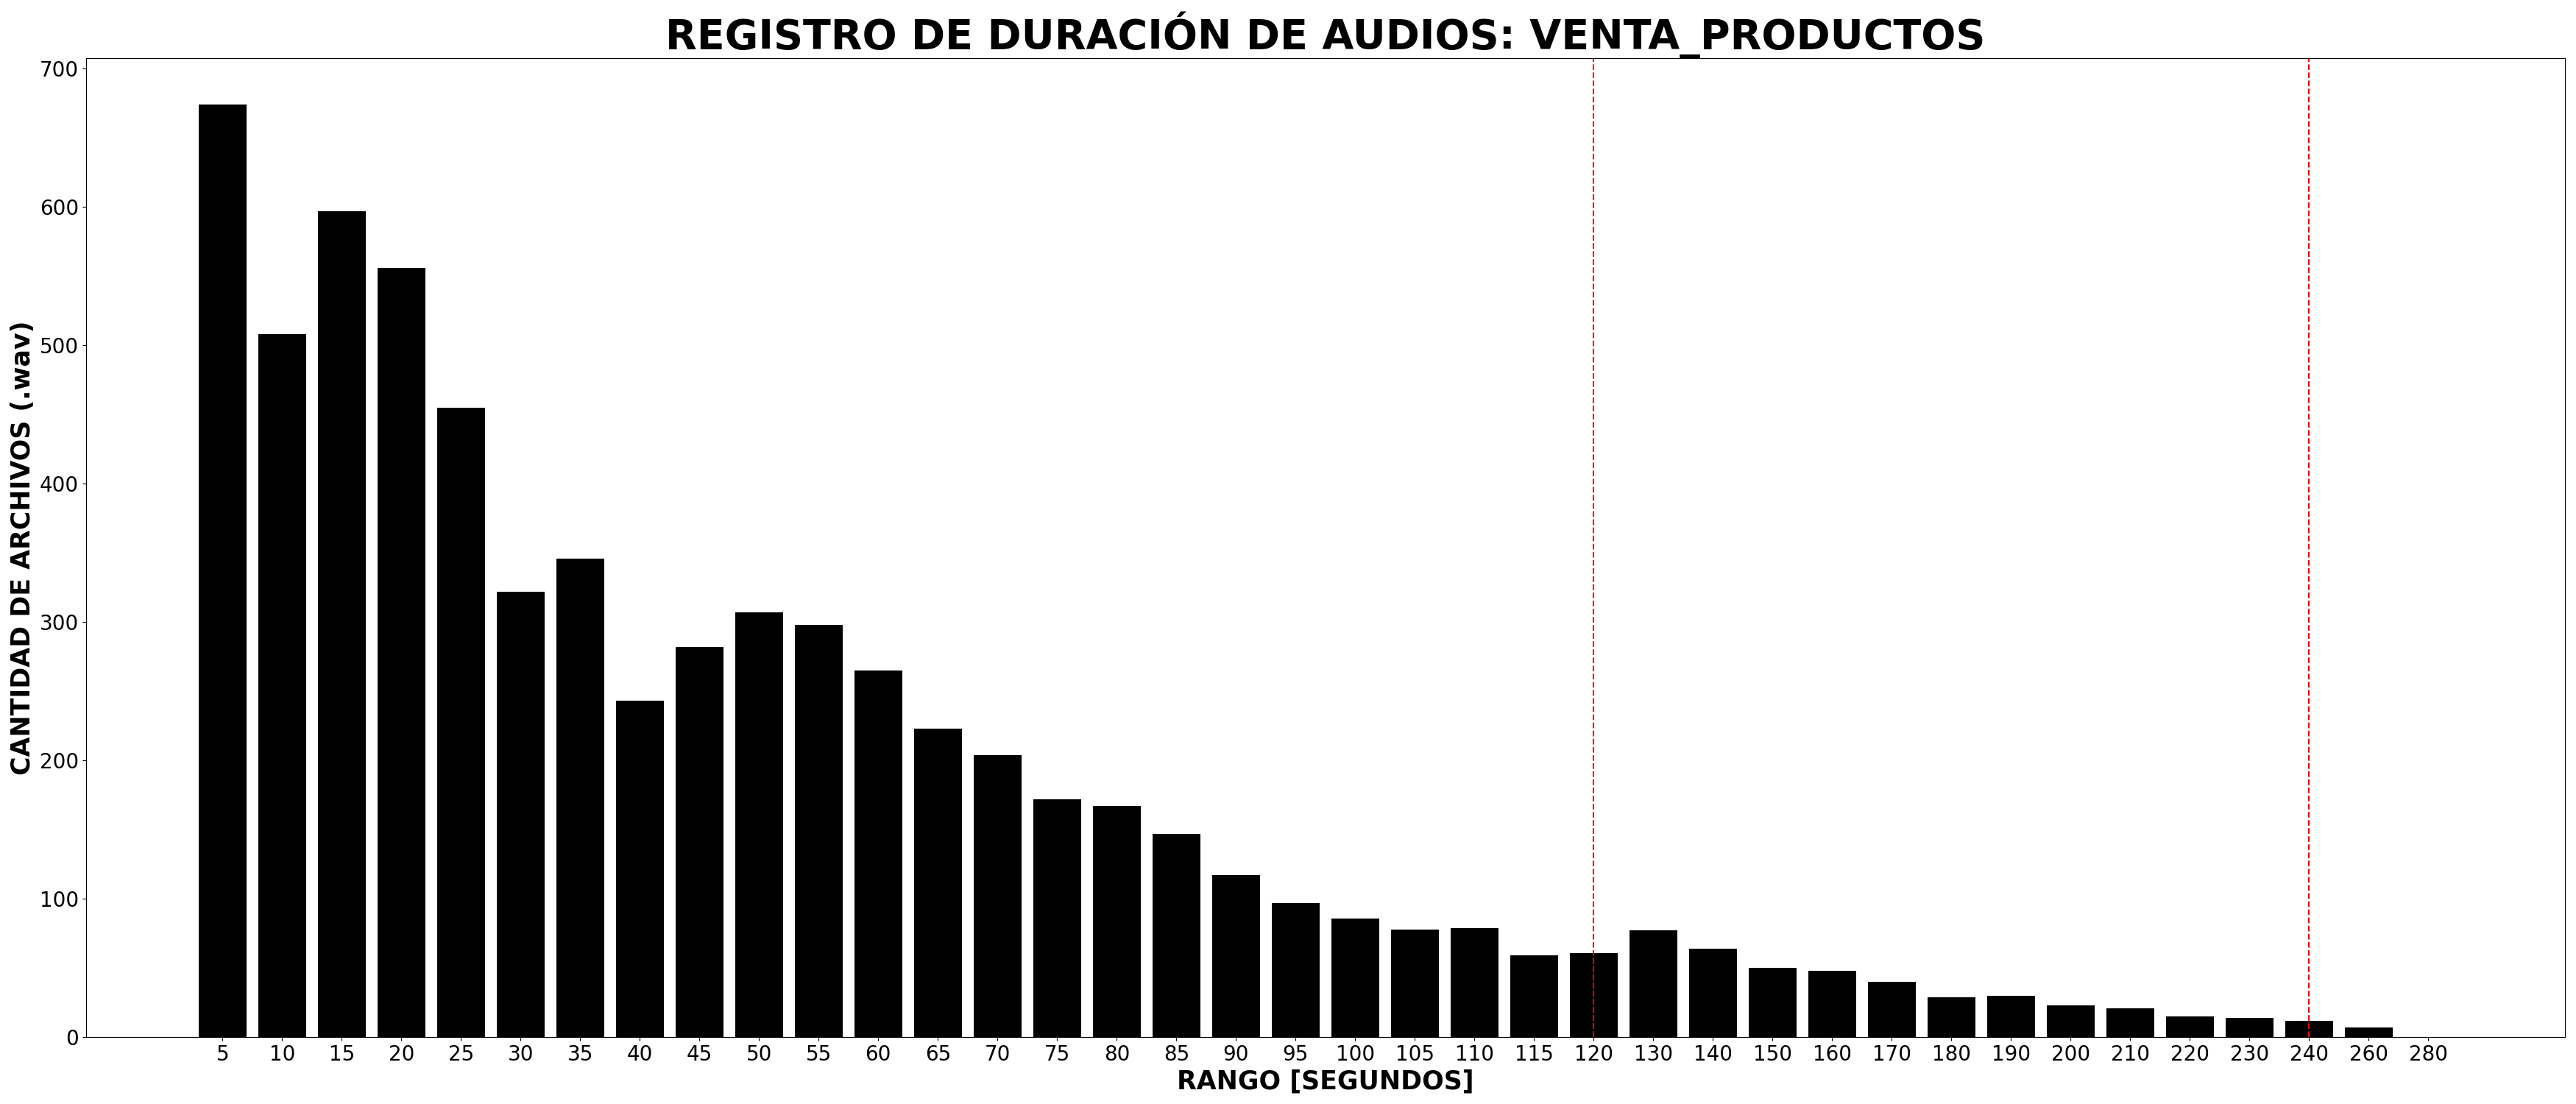 REGISTRO DE DURACIÓN DE AUDIOS: VENTA_PRODUCTOS
700
600
500
400
300
200
100
0
CANTIDAD DE ARCHIVOS (.wav)
5 10 15 20 25 30 35 40 45 50 55 60 65 70 75 80 85 90 95 100 105 110 115 120 130 140 150 160 170 180 190 200 210 220 230 240 260 280
RANGO [SEGUNDOS]